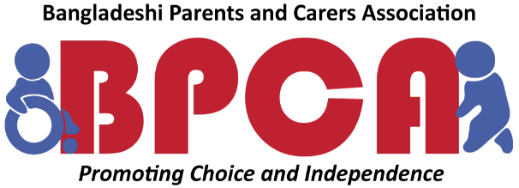 Bangladeshi Parents and Carers Association
BPCA
Promoting Choice and Independence